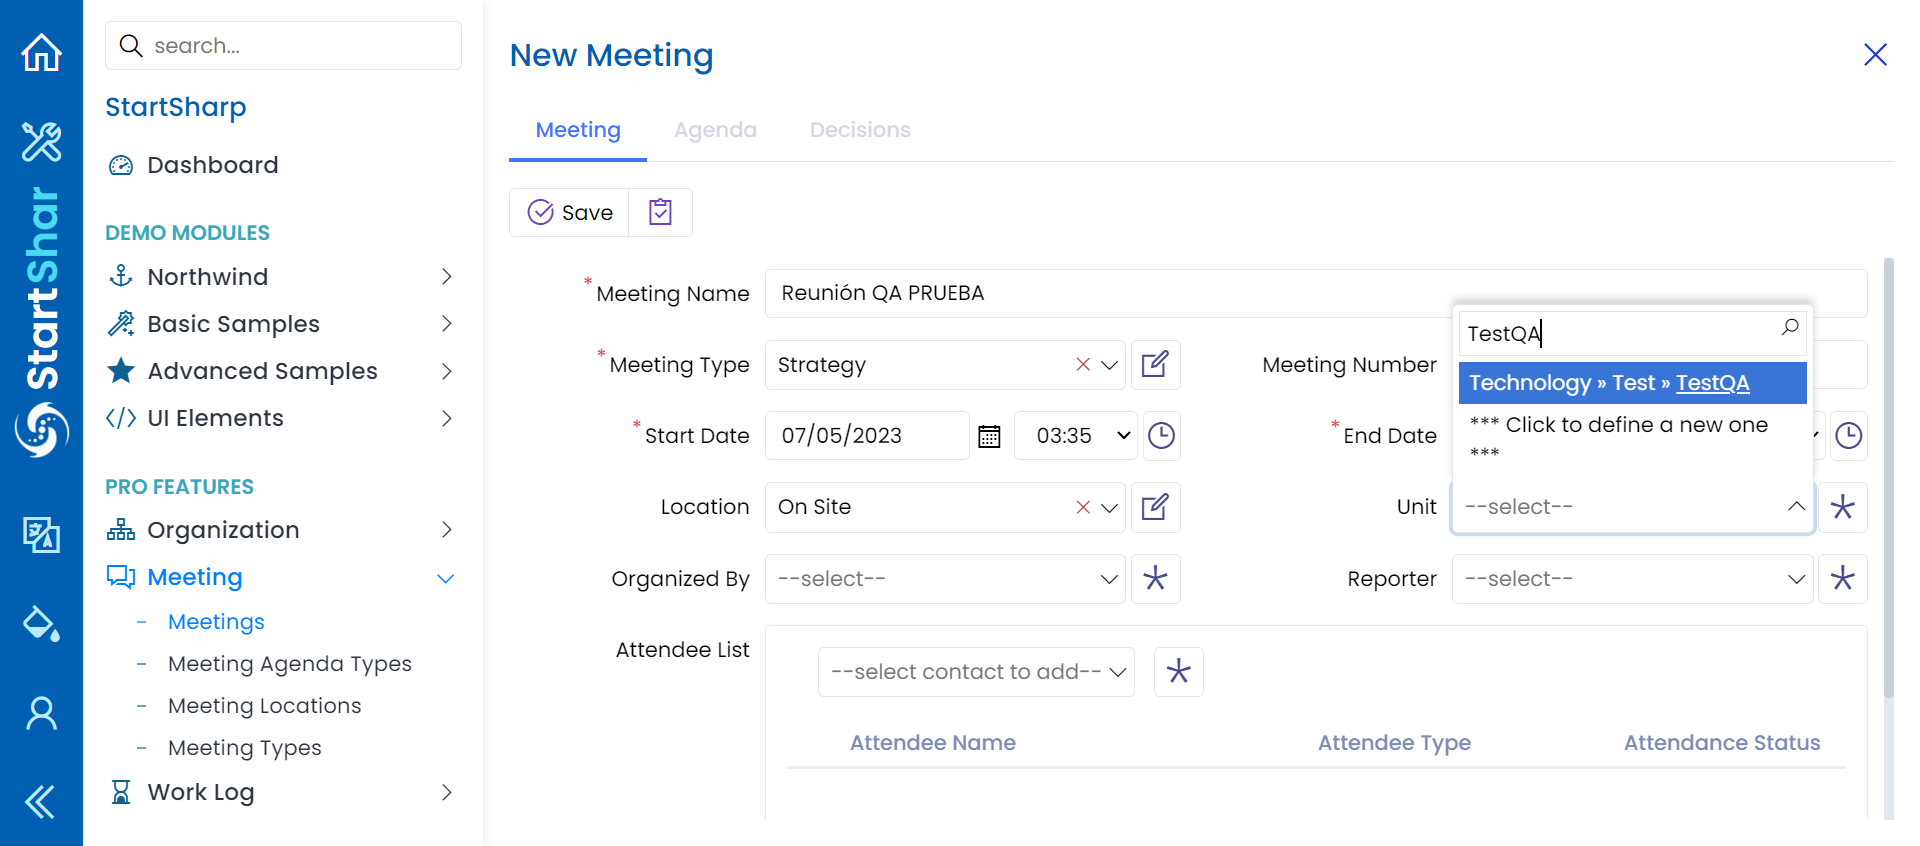 search...
StartShar
StartSharp
Dashboard
DEMO MODULES
Northwind
Basic Samples
Advanced Samples
UI Elements
PRO FEATURES
Organization
Meeting
- Meetings
- Meeting Agenda Types
- Meeting Locations
- Meeting Types
Work Log
New Meeting
Meeting Agenda Decisions
Save
* Meeting Name Reunión QA PRUEBA
TestQA
* Meeting Type Strategy Meeting Number
Technology » Test » TestQA
*** Click to define a new one
***
* Start Date 07/05/2023 03:35 * End Date
Location On Site Unit --select--
Organized By --select-- Reporter --select--
Attendee List
--select contact to add--
Attendee Name Attendee Type Attendance Status